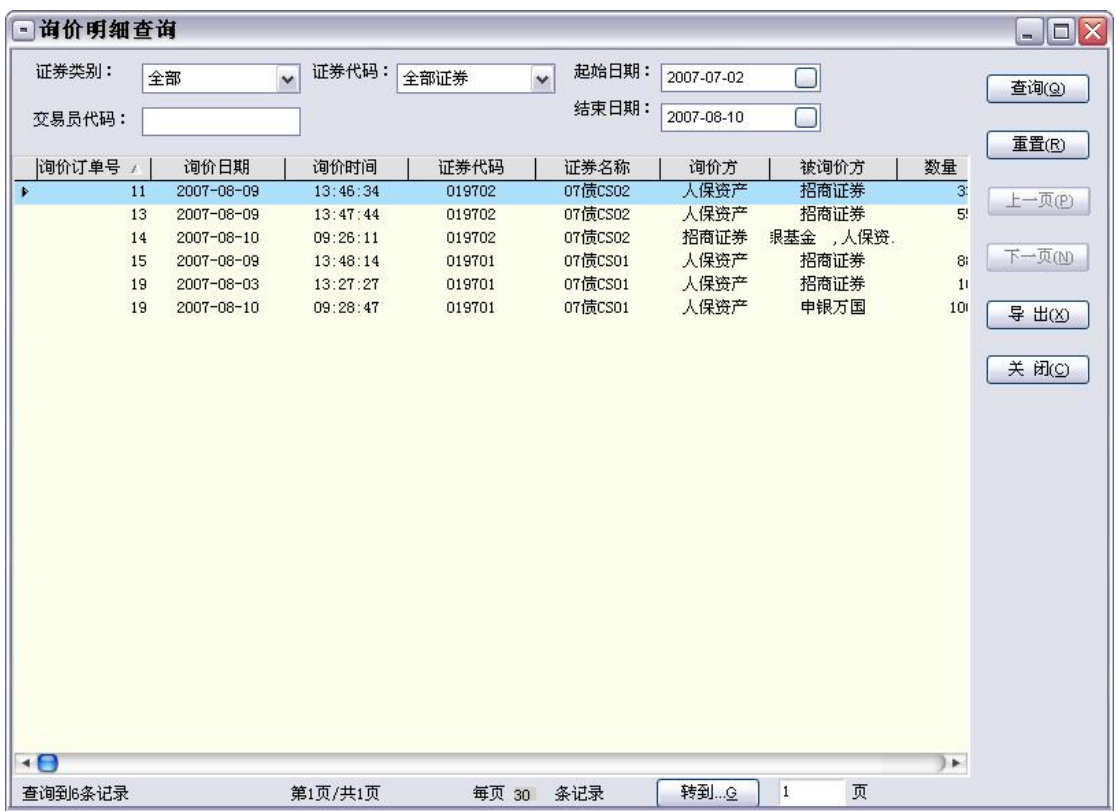 询价明细查询
证券类别： 全部 证券代码： 全部证券 起始日期： 2007-07-02 查询(Q)
交易员代码： 结束日期： 2007-08-10
重置(R)
询价订单号 询价日期 询价时间 证券代码 证券名称 询价方 被询价方 数量
11 2007-08-09 13:46:34 019702 07债CS02 人保资产 招商证券
上一页(P)
13 2007-08-09 13:47:44 019702 07债CS02 人保资产 招商证券
14 2007-08-10 09:26:11 019702 07债CS02 招商证券 基金 ,人保资.
下一页(N)
15 2007-08-09 13:48:14 019701 07债CS01 人保资产 招商证券
19 2007-08-03 13:27:27 019701 07债CS01 人保资产 招商证券
19 2007-08-10 09:28:47 019701 07债CS01 人保资产 申银万国
导 出(X)
关 闭(C)
查询到6条记录 第1页/共1页 每页 30 条记录 转到...G 1 页